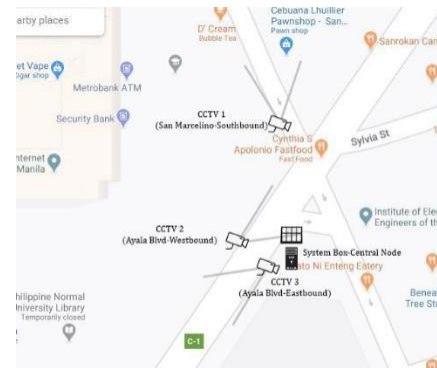 arby places
D' Cream
Bubble Tea
Cebuana Lhuillier
Pawnshop - San...
Pawn shop
Sanrokan Can
et Vape
igar shop
Metrobank ATM
Security Bank
CCTV 1
(San Marcelino-Southbound)
Cynthia S
Apolonio Fastfood
Fast Food
Sylvia St
nternet
Manila
Institute of Ele
Engineers of th
CCTV 2
(Ayala Blvd-Westbound)
System Box-Central Node
ato Ni Enteng Eatery
CCTV 3
(Ayala Blvd-Eastbound)
Benea
Tree Stu
hilippine Normal
niversity Library
Temporarily closed
C-1